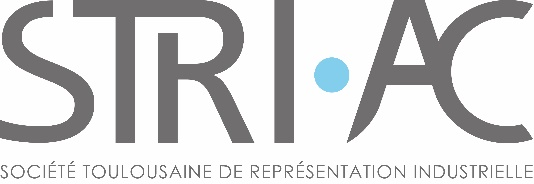 STRI·AC
SOCIÉTÉ TOULOUSAINE DE REPRÉSENTATION INDUSTRIELLE